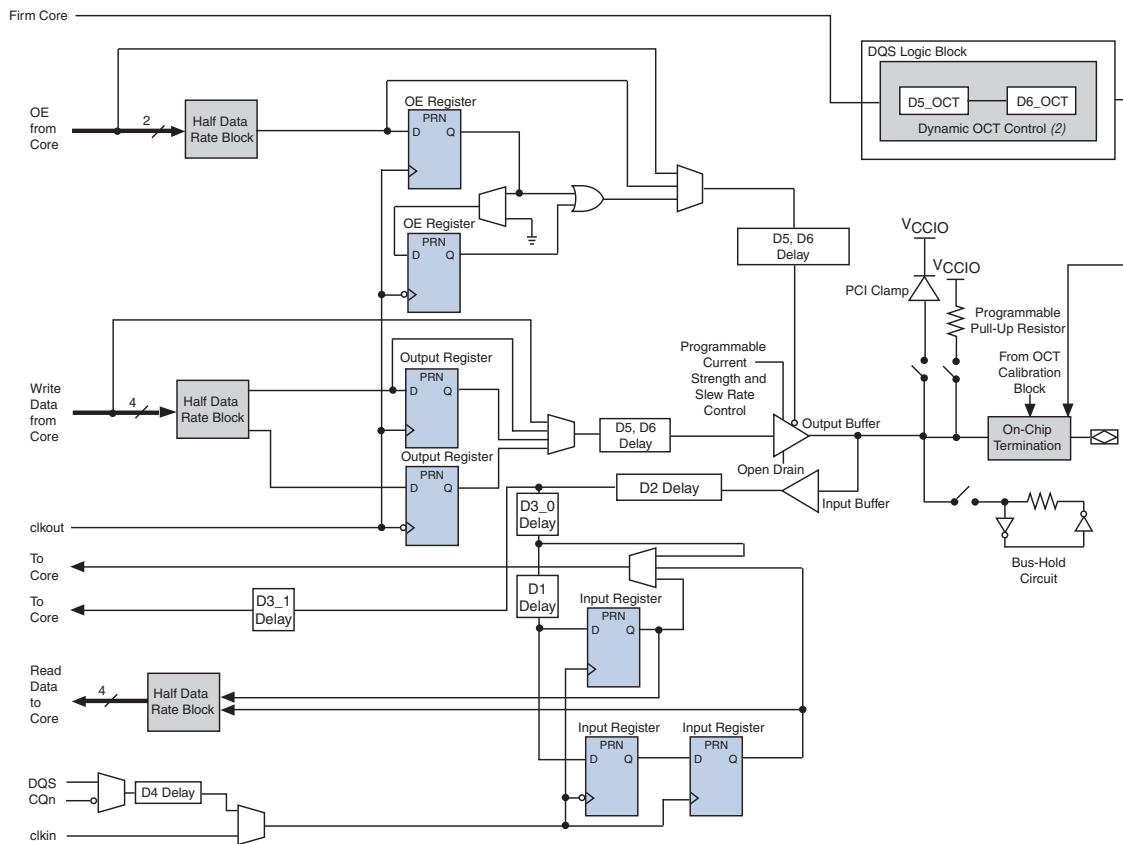 Firm Core
DQS Logic Block
D5_OCT
D6_OCT
Dynamic OCT Control (2)
OE
from
Core
2
Half Data
Rate Block
OE Register
PRN
D
Q
OE Register
PRN
D
Q
D5, D6
Delay
VCCIO
VCCIO
PCI Clamp
Programmable
Pull-Up Resistor
From OCT
Calibration
Block
On-Chip
Termination
Programmable
Current
Strength and
Slew Rate
Control
Write
Data
from
Core
4
Half Data
Rate Block
Output Register
PRN
D
Q
Output Register
PRN
D
Q
D5, D6
Delay
Output Buffer
Open Drain
D2 Delay
Input Buffer
clkout
D3_0
Delay
Bus-Hold
Circuit
To
Core
D1
Delay
To
Core
D3_1
Delay
Input Register
PRN
D
Q
Read
Data
to
Core
4
Half Data
Rate Block
Input Register
PRN
D
Q
Input Register
PRN
D
Q
DQS
CQn
D4 Delay
clkin